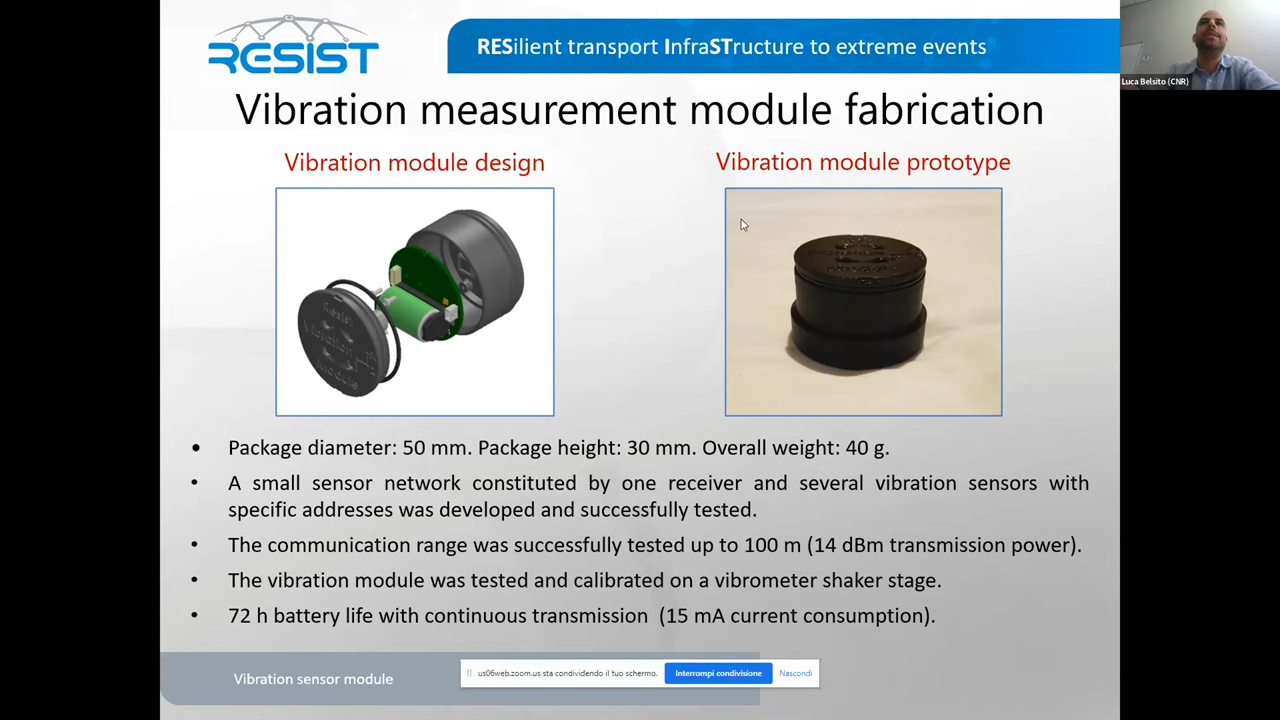 RESIST
RESilient transport InfraSTructure to extreme events
Luca Belsito (CNR)
Vibration measurement module fabrication
Vibration module design
Vibration module prototype
Resist
Vibration
Module
• Package diameter: 50 mm. Package height: 30 mm. Overall weight: 40 g.
• A small sensor network constituted by one receiver and several vibration sensors with
specific addresses was developed and successfully tested.
• The communication range was successfully tested up to 100 m (14 dBm transmission power).
• The vibration module was tested and calibrated on a vibrometer shaker stage.
• 72 h battery life with continuous transmission (15 mA current consumption).
us06web.zoom.us sta condividendo il tuo schermo.
Interrompi condivisione
Nascondi
Vibration sensor module